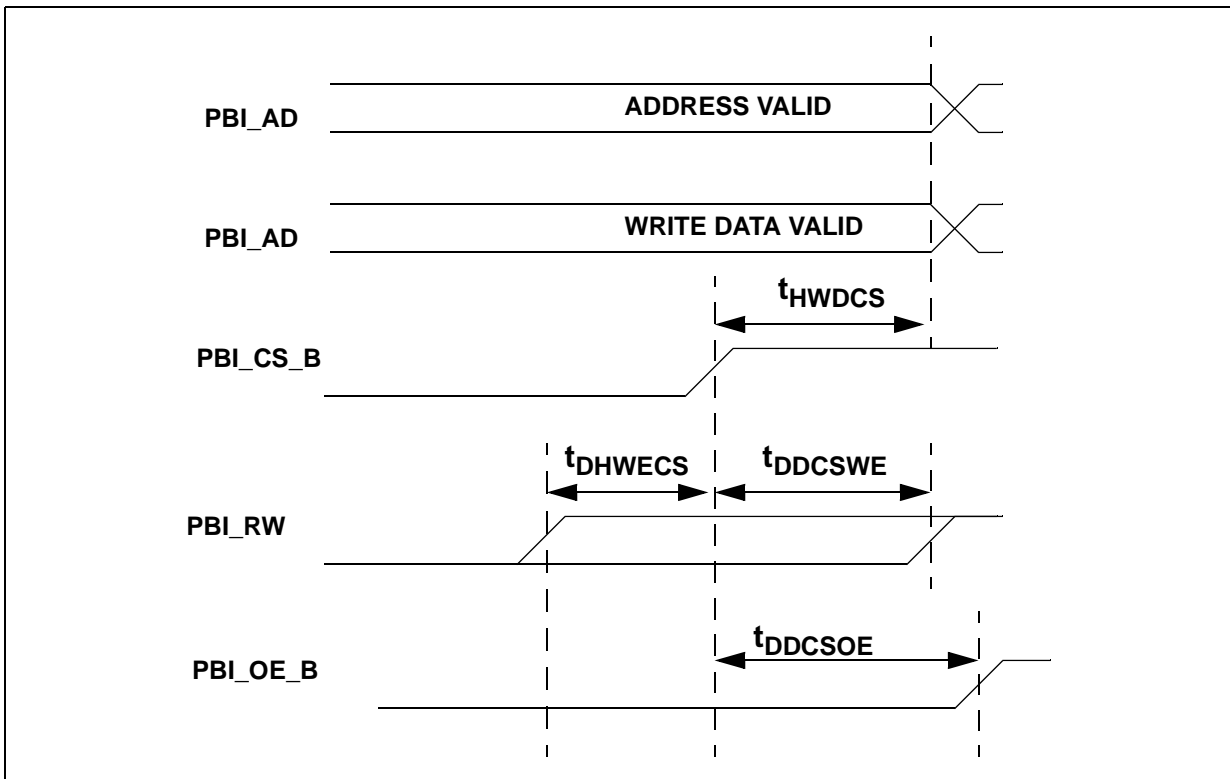 PBI_AD
ADDRESS VALID
PBI_AD
WRITE DATA VALID
tHWDCS
PBI_CS_B
tDHWECS
tDDCSWE
PBI_RW
tDDCSOE
PBI_OE_B